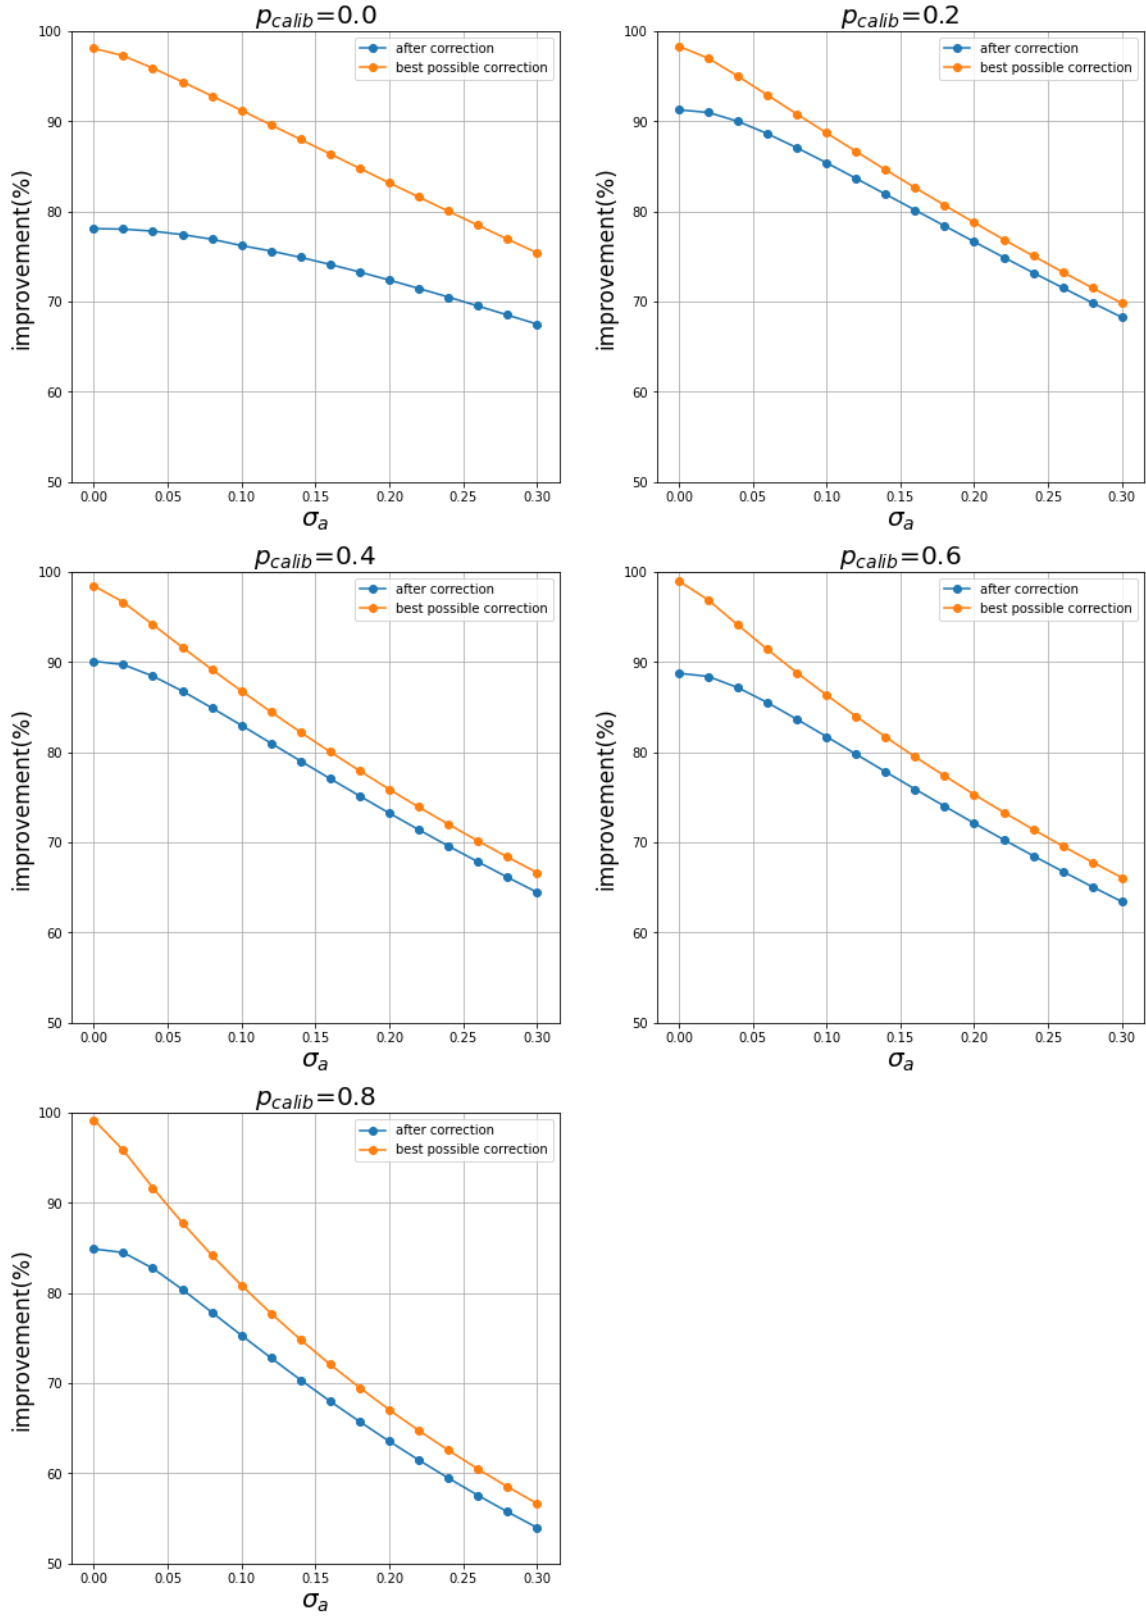 p_calib=0.0
improvement(%)
100
90
80
70
60
50
after correction
best possible correction
0.00 0.05 0.10 0.15 0.20 0.25 0.30
σ_a
p_calib=0.2
improvement(%)
100
90
80
70
60
50
after correction
best possible correction
0.00 0.05 0.10 0.15 0.20 0.25 0.30
σ_a
p_calib=0.4
improvement(%)
100
90
80
70
60
50
after correction
best possible correction
0.00 0.05 0.10 0.15 0.20 0.25 0.30
σ_a
p_calib=0.6
improvement(%)
100
90
80
70
60
50
after correction
best possible correction
0.00 0.05 0.10 0.15 0.20 0.25 0.30
σ_a
p_calib=0.8
improvement(%)
100
90
80
70
60
50
after correction
best possible correction
0.00 0.05 0.10 0.15 0.20 0.25 0.30
σ_a